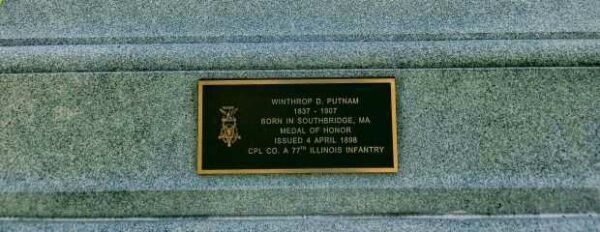 WINTHROP D. PUTNAM
1837 - 1907
BORN IN SOUTHBRIDGE, MA
MEDAL OF HONOR
ISSUED 4 APRIL 1898
CPL CO. A 77TH ILLINOIS INFANTRY